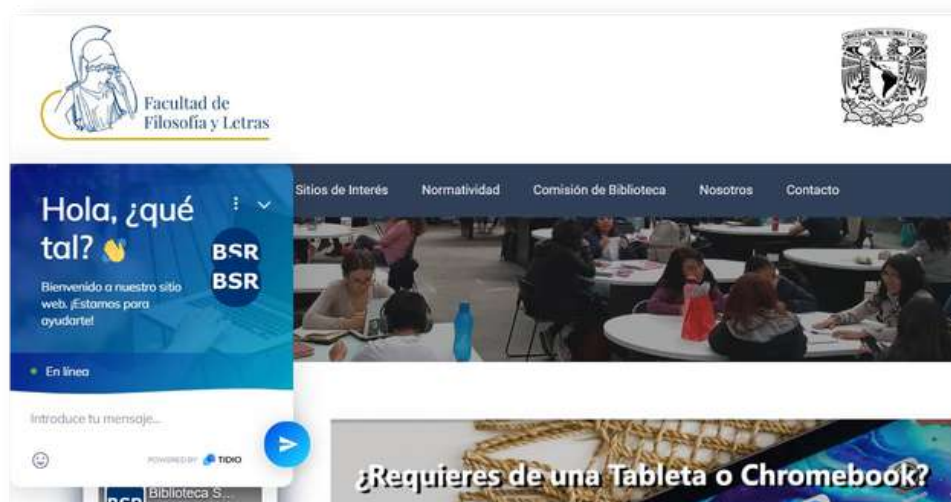 Facultad de
Filosofía y Letras
Sitios de Interés Normatividad Comisión de Biblioteca Nosotros Contacto
Hola, ¿qué
tal? 👋
BSR
BSR
Bienvenido a nuestro sitio
web. ¡Estamos para
ayudarte!
En línea
Introduce tu mensaje...
POWERED BY TIDIO
¿Requieres de una Tableta o Chromebook?
BSR Biblioteca S...